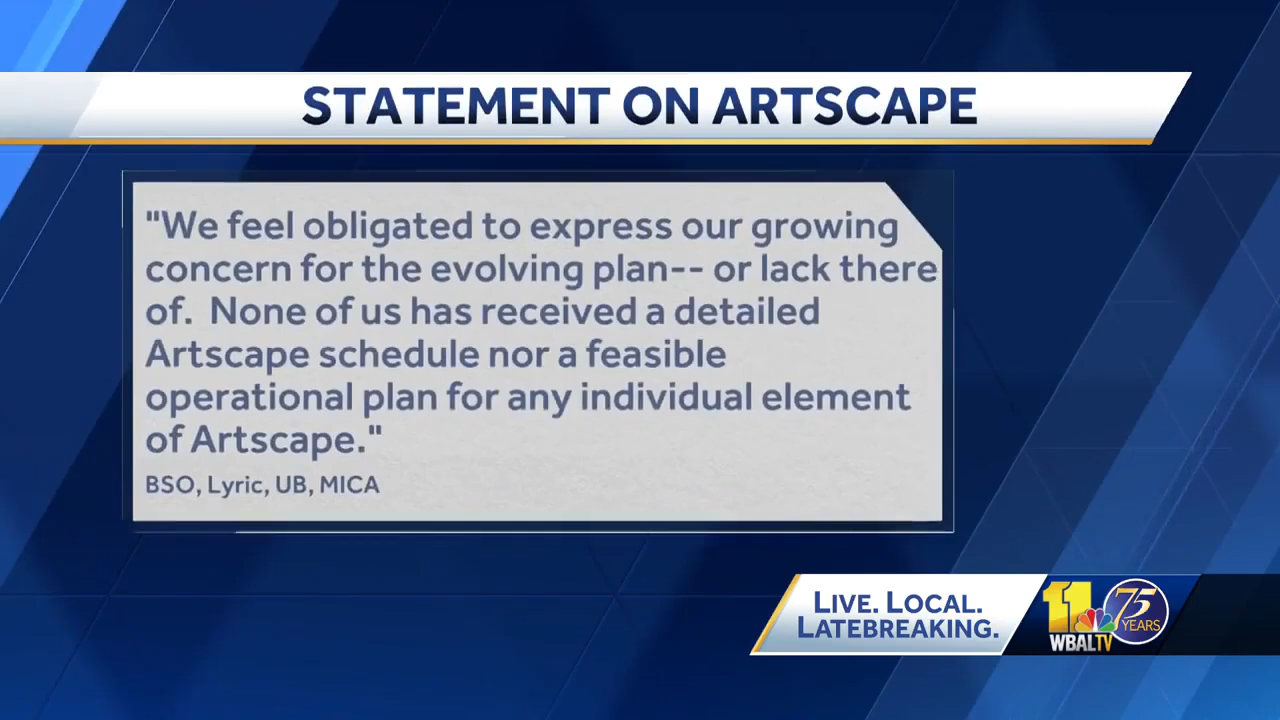 STATEMENT ON ARTSCAPE
"We feel obligated to express our growing
concern for the evolving plan-- or lack there
of.  None of us has received a detailed
Artscape schedule nor a feasible
operational plan for any individual element
of Artscape."
BSO, Lyric, UB, MICA
LIVE. LOCAL.
LATEBREAKING.
11
WBALTV
75
YEARS